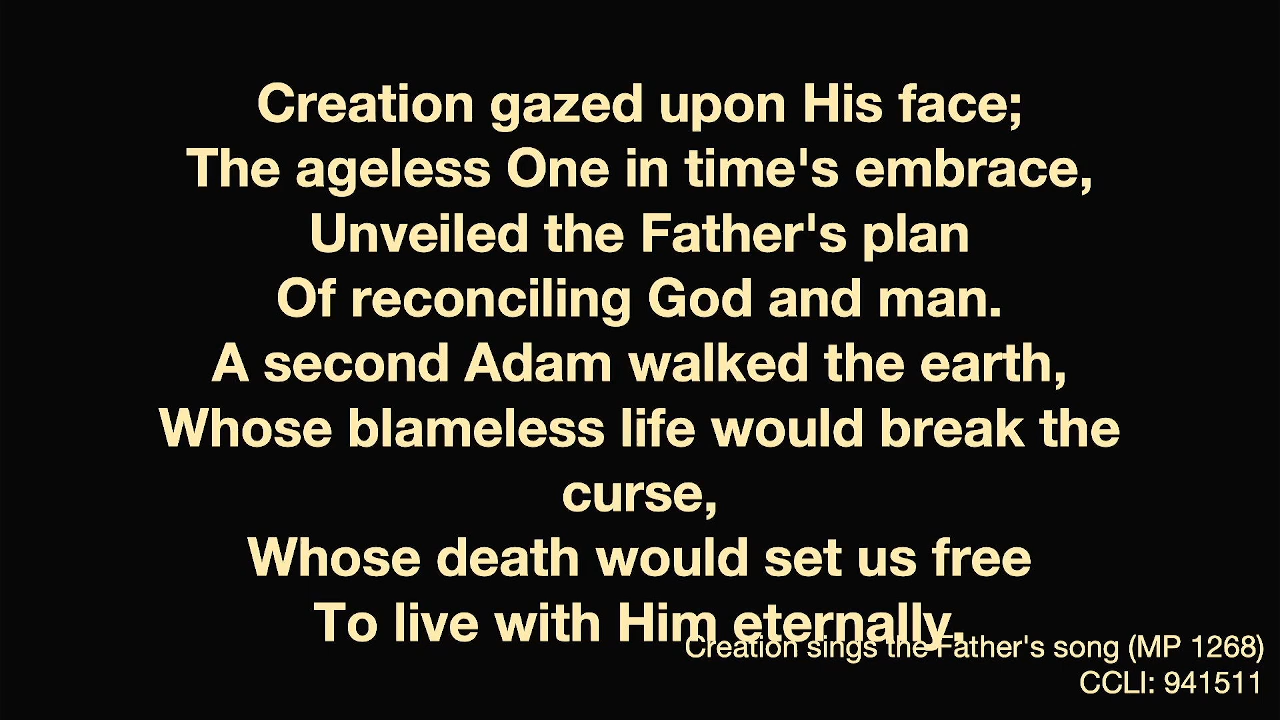 Creation gazed upon His face;
The ageless One in time's embrace,
Unveiled the Father's plan
Of reconciling God and man.
A second Adam walked the earth,
Whose blameless life would break the
curse,
Whose death would set us free
To live with Him eternally.
Creation sings the Father's song (MP 1268)
CCLI: 941511